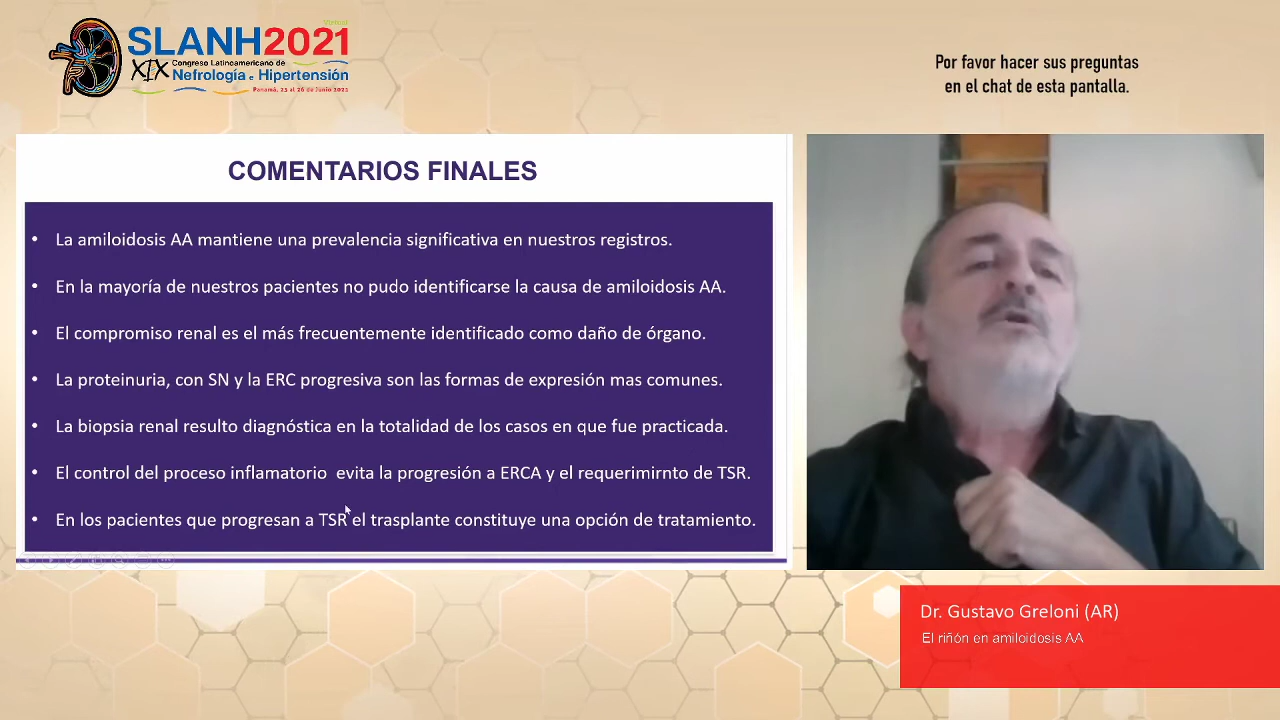 Virtual
SLANH2021
XIX Congreso Latinoamericano de
Nefrología e Hipertensión
Panamá, 23 al 26 de Junio 2021
Por favor hacer sus preguntas
en el chat de esta pantalla.
COMENTARIOS FINALES
• La amiloidosis AA mantiene una prevalencia significativa en nuestros registros.
• En la mayoría de nuestros pacientes no pudo identificarse la causa de amiloidosis AA.
• El compromiso renal es el más frecuentemente identificado como daño de órgano.
• La proteinuria, con SN y la ERC progresiva son las formas de expresión mas comunes.
• La biopsia renal resulto diagnóstica en la totalidad de los casos en que fue practicada.
• El control del proceso inflamatorio evita la progresión a ERCA y el requerimirnto de TSR.
• En los pacientes que progresan a TSR el trasplante constituye una opción de tratamiento.
Dr. Gustavo Greloni (AR)
El riñón en amiloidosis AA